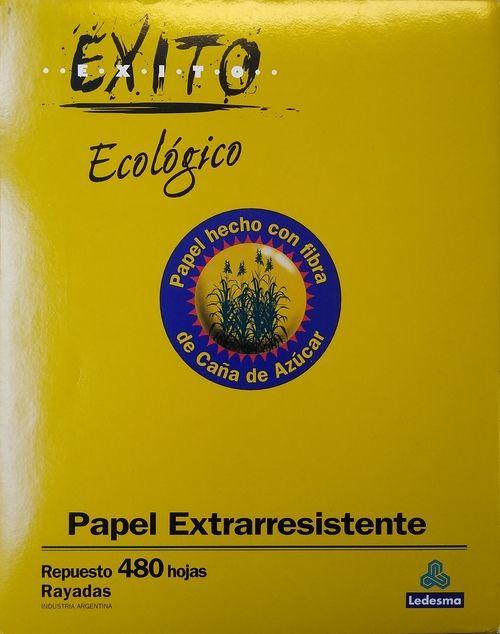 EXITO
··E·X·I·T·O··
Ecológico
Papel hecho con fibra
de Caña de Azúcar
Papel Extrarresistente
Repuesto 480 hojas
Rayadas
INDUSTRIA ARGENTINA
Ledesma